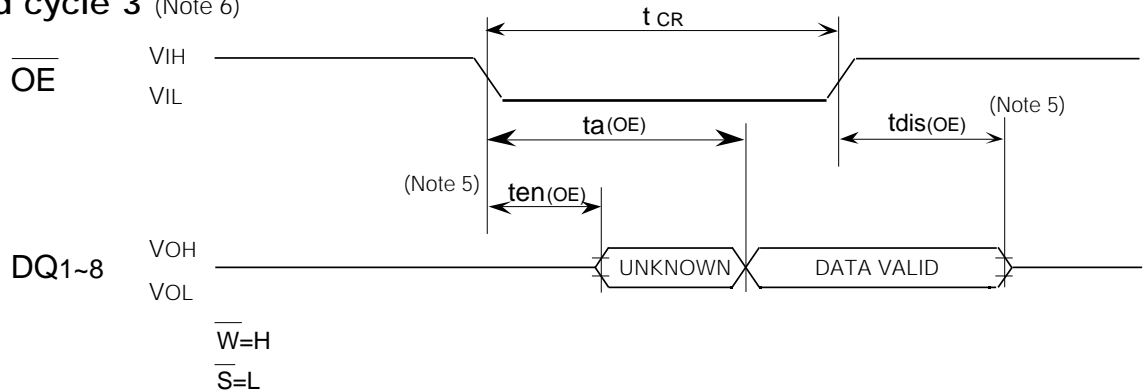 cycle 3 (Note 6)
t CR
OE
VIH
VIL
ta(OE)
tdis(OE)
(Note 5)
(Note 5)
ten(OE)
DQ1~8
VOH
VOL
UNKNOWN
DATA VALID
W=H
S=L